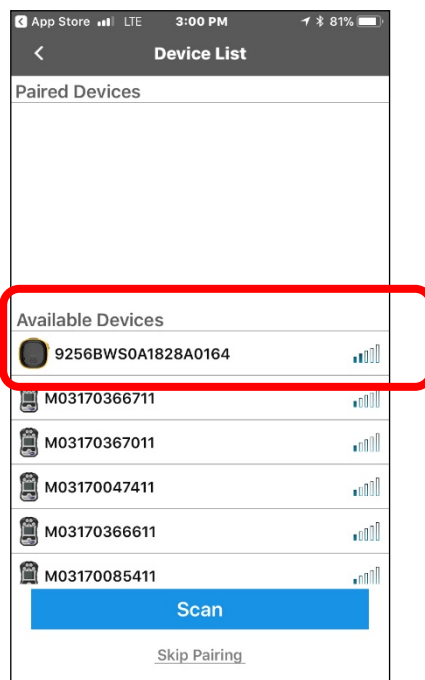 App Store LTE 3:00 PM 81%
Device List
Paired Devices
Available Devices
9256BWS0A1828A0164
M03170366711
M03170367011
M03170047411
M03170366611
M03170085411
Scan
Skip Pairing